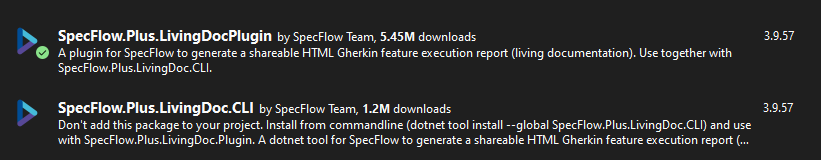 SpecFlow.Plus.LivingDocPlugin by SpecFlow Team, 5.45M downloads 3.9.57
A plugin for SpecFlow to generate a shareable HTML Gherkin feature execution report (living documentation). Use together with
SpecFlow.Plus.LivingDoc.CLI.
SpecFlow.Plus.LivingDoc.CLI by SpecFlow Team, 1.2M downloads 3.9.57
Don't add this package to your project. Install from commandline (dotnet tool install --global SpecFlow.Plus.LivingDoc.CLI) and use
with SpecFlow.Plus.LivingDoc.Plugin. A dotnet tool for SpecFlow to generate a shareable HTML Gherkin feature execution report (...